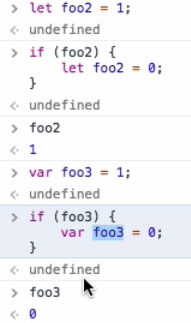 > let foo2 = 1;
< undefined
> if (foo2) {
let foo2 = 0;
}
< undefined
> foo2
< 1
> var foo3 = 1;
< undefined
> if (foo3) {
var foo3 = 0;
}
< undefined
> foo3
< 0